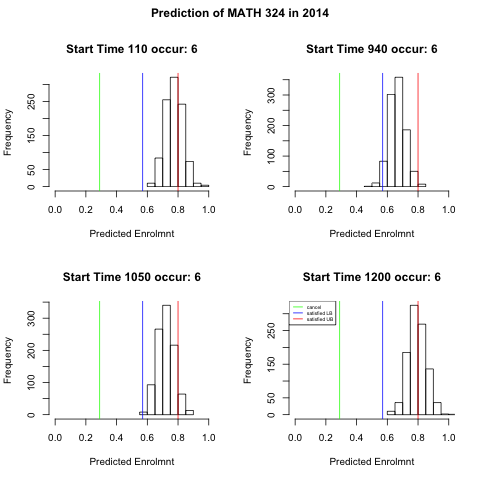 Prediction of MATH 324 in 2014
Start Time 110 occur: 6
Frequency
0 50 150 250
0.0 0.2 0.4 0.6 0.8 1.0
Predicted Enrolmnt
Start Time 940 occur: 6
Frequency
0 100 200 300
0.0 0.2 0.4 0.6 0.8 1.0
Predicted Enrolmnt
Start Time 1050 occur: 6
Frequency
0 100 200 300
0.0 0.2 0.4 0.6 0.8 1.0
Predicted Enrolmnt
Start Time 1200 occur: 6
cancel
satisfied LB
satisfied UB
Frequency
0 50 150 250
0.0 0.2 0.4 0.6 0.8 1.0
Predicted Enrolmnt